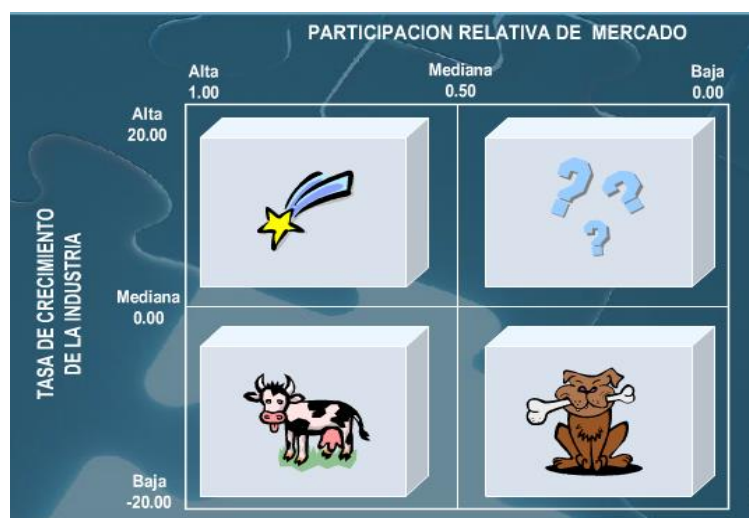 PARTICIPACION RELATIVA DE MERCADO
Alta
1.00
Mediana
0.50
Baja
0.00
Alta
20.00
TASA DE CRECIMIENTO
DE LA INDUSTRIA
Mediana
0.00
Baja
-20.00
? ? ?